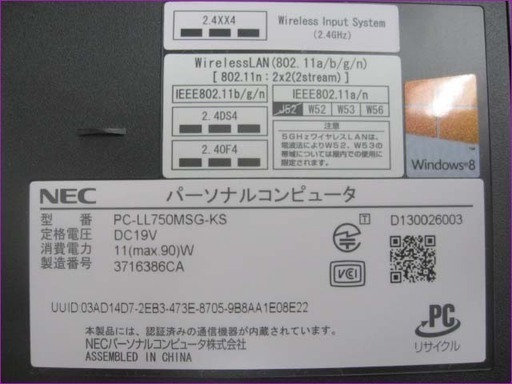 2.4XX4
Wireless Input System
(2.4GHz)
WirelessLAN(802.11a/b/g/n)
[ 802.11n : 2x2(2stream) ]
IEEE802.11b/g/n
IEEE802.11a/n
J52 W52 W53 W56
2.4DS4
2.4OF4
注意
5GHzワイヤレスLANは、
電波法によりW52、W53の
帯域については屋内での使用に
限定されます。
Windows 8
NEC パーソナルコンピュータ
型 番 PC-LL750MSG-KS
定格電圧 DC19V
消費電力 11(max.90)W
製造番号 3716386CA
T
D130026003
VCCI
UUID:03AD14D7-2EB3-473E-8705-9B8AA1E08E22
本製品には、認証済みの通信機器が内蔵されています。
NECパーソナルコンピュータ株式会社
ASSEMBLED IN CHINA
PC
リサイクル